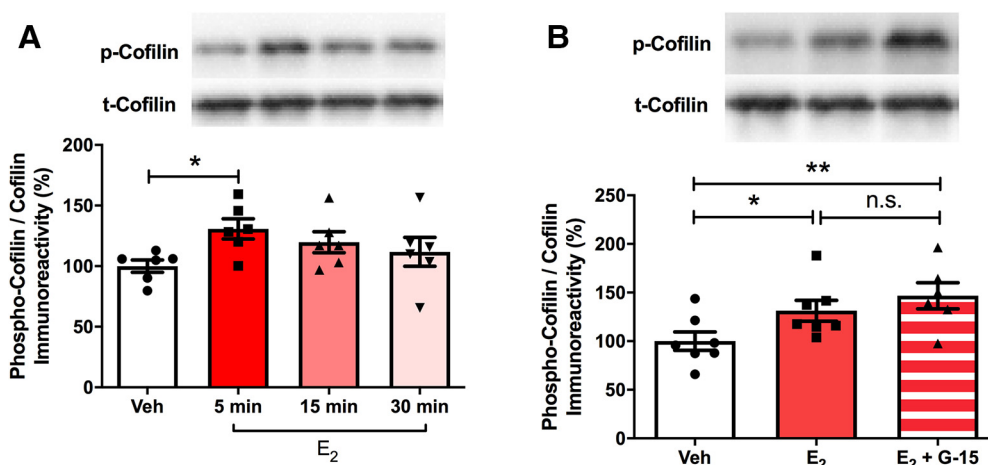 A
p-Cofilin
t-Cofilin
Phospho-Cofilin / Cofilin
Immunoreactivity (%)
200
150
100
50
0
*
Veh
5 min
15 min
30 min
E₂
B
p-Cofilin
t-Cofilin
Phospho-Cofilin / Cofilin
Immunoreactivity (%)
250
200
150
100
50
0
**
*
n.s.
Veh
E₂
E₂ + G-15